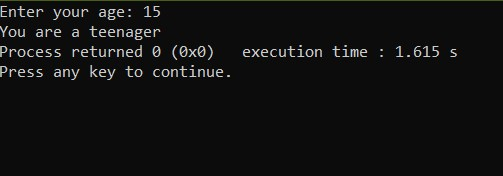 Enter your age: 15
You are a teenager
Process returned 0 (0x0)   execution time : 1.615 s
Press any key to continue.